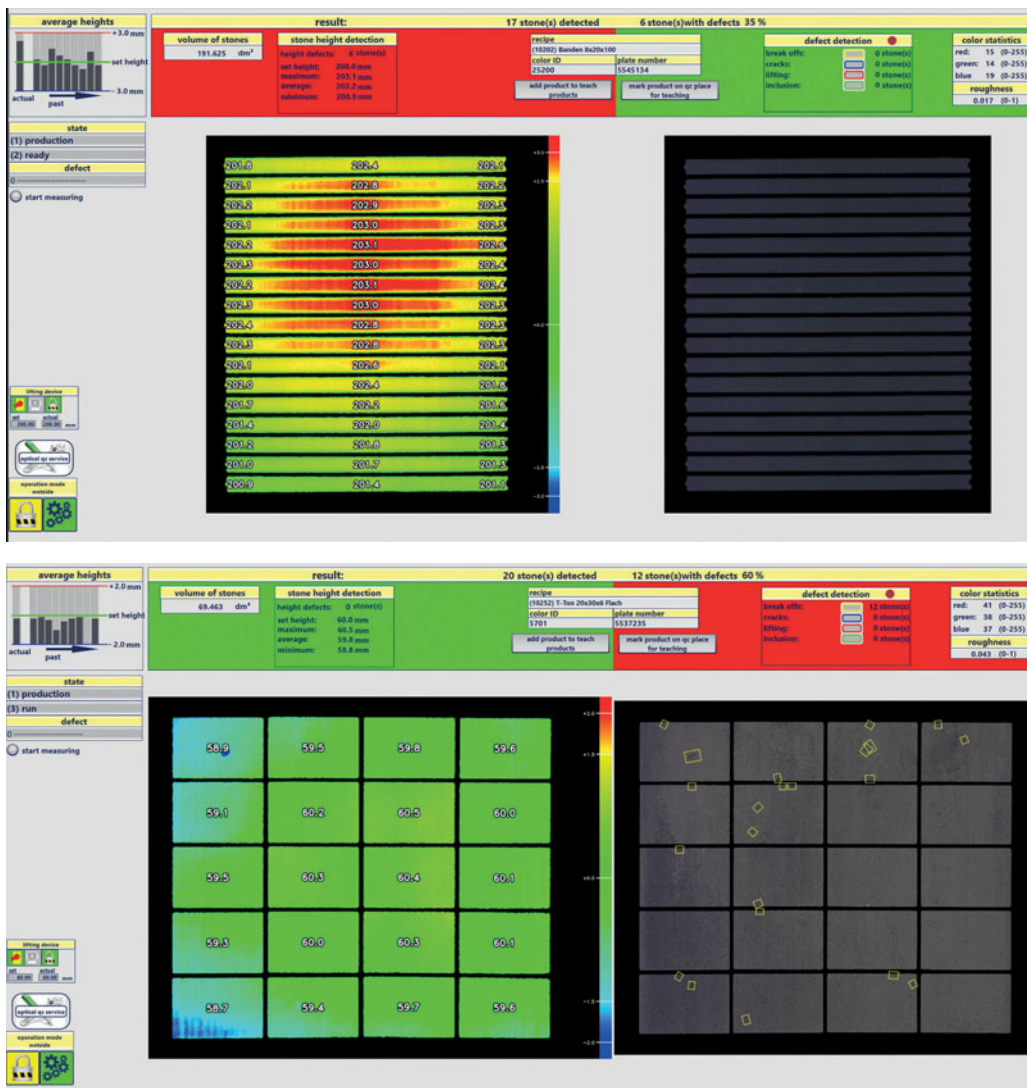 average heights
+3.0 mm
set height
- 3.0 mm
actual past
result: 17 stone(s) detected 6 stone(s)with defects 35 %
volume of stones
191.625 dm³
stone height detection
height defects: 6 stone(s)
set height: 200.0 mm
maximum: 203.1 mm
average: 202.2 mm
minimum: 200.9 mm
recipe
(10202) Banden 8x20x100
color ID plate number
25200 5545134
add product to teach products
mark product on qc place for teaching
defect detection
break offs: 0 stone(s)
cracks: 0 stone(s)
lifting: 0 stone(s)
inclusion: 0 stone(s)
color statistics
red: 15 (0-255)
green: 14 (0-255)
blue 19 (0-255)
roughness
0.017 (0-1)
state
(1) production
(2) ready
defect
0 ----------------------
start measuring
201.8 202.4 202.1
202.1 202.8 202.2
202.2 202.9 202.3
202.1 203.0 202.3
202.2 203.1 202.6
202.3 203.0 202.4
202.2 203.1 202.4
202.3 203.0 202.3
202.4 202.8 202.3
202.3 202.8 202.3
202.1 202.6 202.1
202.0 202.4 201.8
201.7 202.2 201.6
201.4 202.0 201.4
201.2 201.8 201.3
201.0 201.7 201.3
200.9 201.4 201.1
lifting device
set actual
200.00 200.00 mm
optical qc service
operation mode
wetside
average heights
+2.0 mm
set height
- 2.0 mm
actual past
result: 20 stone(s) detected 12 stone(s)with defects 60 %
volume of stones
69.463 dm³
stone height detection
height defects: 0 stone(s)
set height: 60.0 mm
maximum: 60.5 mm
average: 59.8 mm
minimum: 58.8 mm
recipe
(10252) T-Ton 20x30x6 Flach
color ID plate number
5701 5537235
add product to teach products
mark product on qc place for teaching
defect detection
break offs: 12 stone(s)
cracks: 0 stone(s)
lifting: 0 stone(s)
inclusion: 0 stone(s)
color statistics
red: 41 (0-255)
green: 38 (0-255)
blue 37 (0-255)
roughness
0.043 (0-1)
state
(1) production
(3) run
defect
0 ----------------------
start measuring
58.9 59.5 59.8 59.6
59.1 60.2 60.5 60.0
59.5 60.3 60.4 60.1
59.3 60.0 60.3 60.1
58.7 59.4 59.7 59.6
lifting device
set actual
60.00 60.00 mm
optical qc service
operation mode
wetside